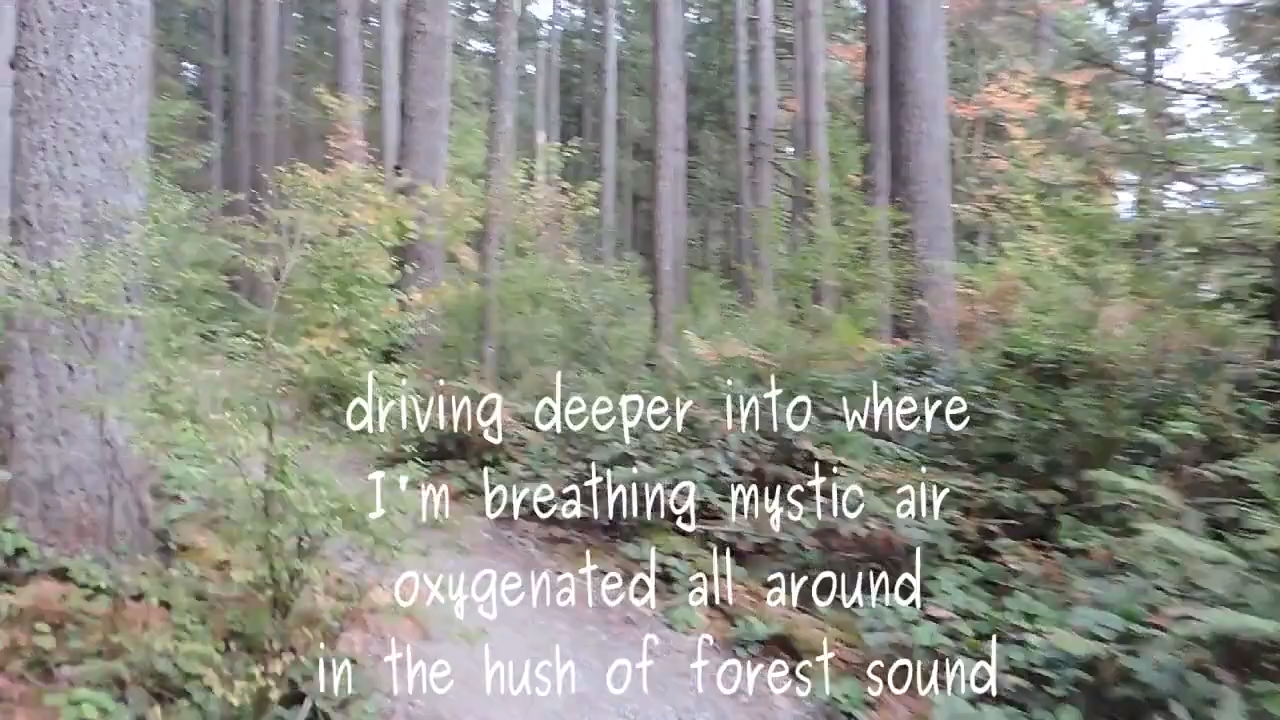 driving deeper into where
I'm breathing mystic air
oxygenated all around
in the hush of forest sound